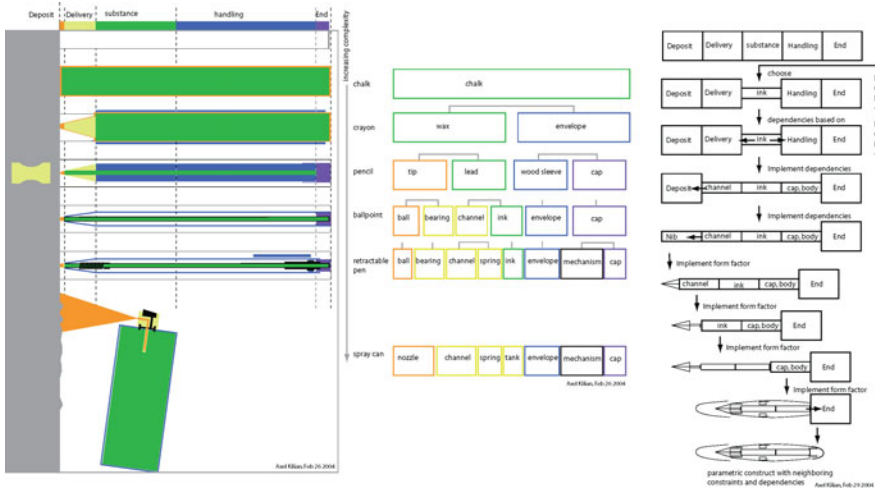 Deposit Delivery substance handling End
Axel Kilian, Feb 26 2004
increasing complexity
chalk
chalk
crayon
wax envelope
pencil
tip lead wood sleeve cap
ballpoint
ball bearing channel ink envelope cap
retractable
pen
ball bearing channel spring ink envelope mechanism cap
spray can
nozzle channel spring tank envelope mechanism cap
Axel Kilian, Feb 26 2004
Deposit Delivery substance Handling End
choose
Deposit Delivery ink Handling End
dependencies based on
Deposit Delivery ink Handling End
Implement dependencies
Deposit channel ink cap, body End
Implement dependencies
Nib channel ink cap, body End
Implement form factor
channel ink cap, body End
Implement form factor
ink cap, body End
Implement form factor
cap, body End
Implement form factor
End
parametric construct with neighboring
constraints and dependencies
Axel Kilian, Feb 29 2004